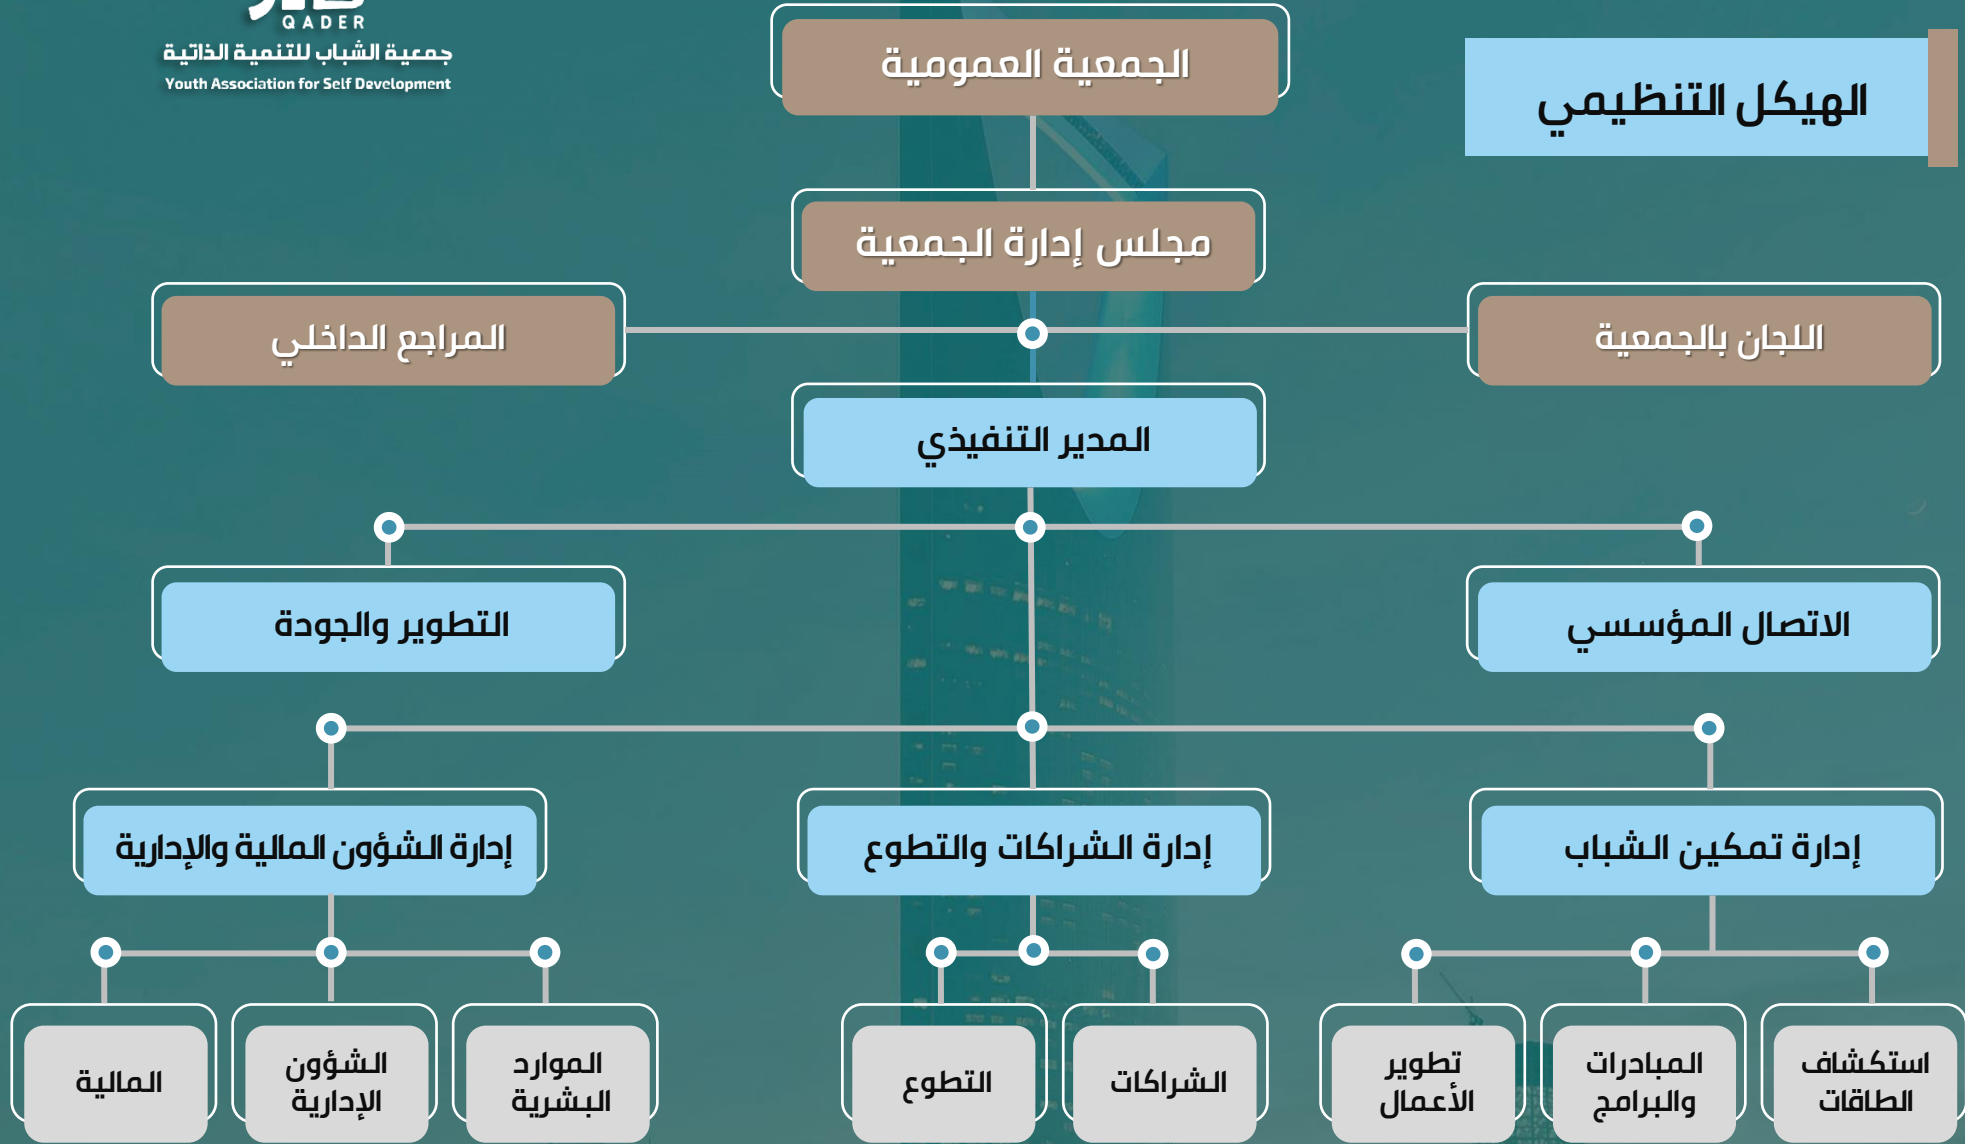 QADER
جمعية الشباب للتنمية الذاتية
Youth Association for Self Development
الهيكل التنظيمي
الجمعية العمومية
مجلس إدارة الجمعية
اللجان بالجمعية
المراجع الداخلي
المدير التنفيذي
الاتصال المؤسسي
التطوير والجودة
إدارة تمكين الشباب
إدارة الشراكات والتطوع
إدارة الشؤون المالية والإدارية
استكشاف
الطاقات
المبادرات
والبرامج
تطوير
الأعمال
الشراكات
التطوع
الموارد
البشرية
الشؤون
الإدارية
المالية